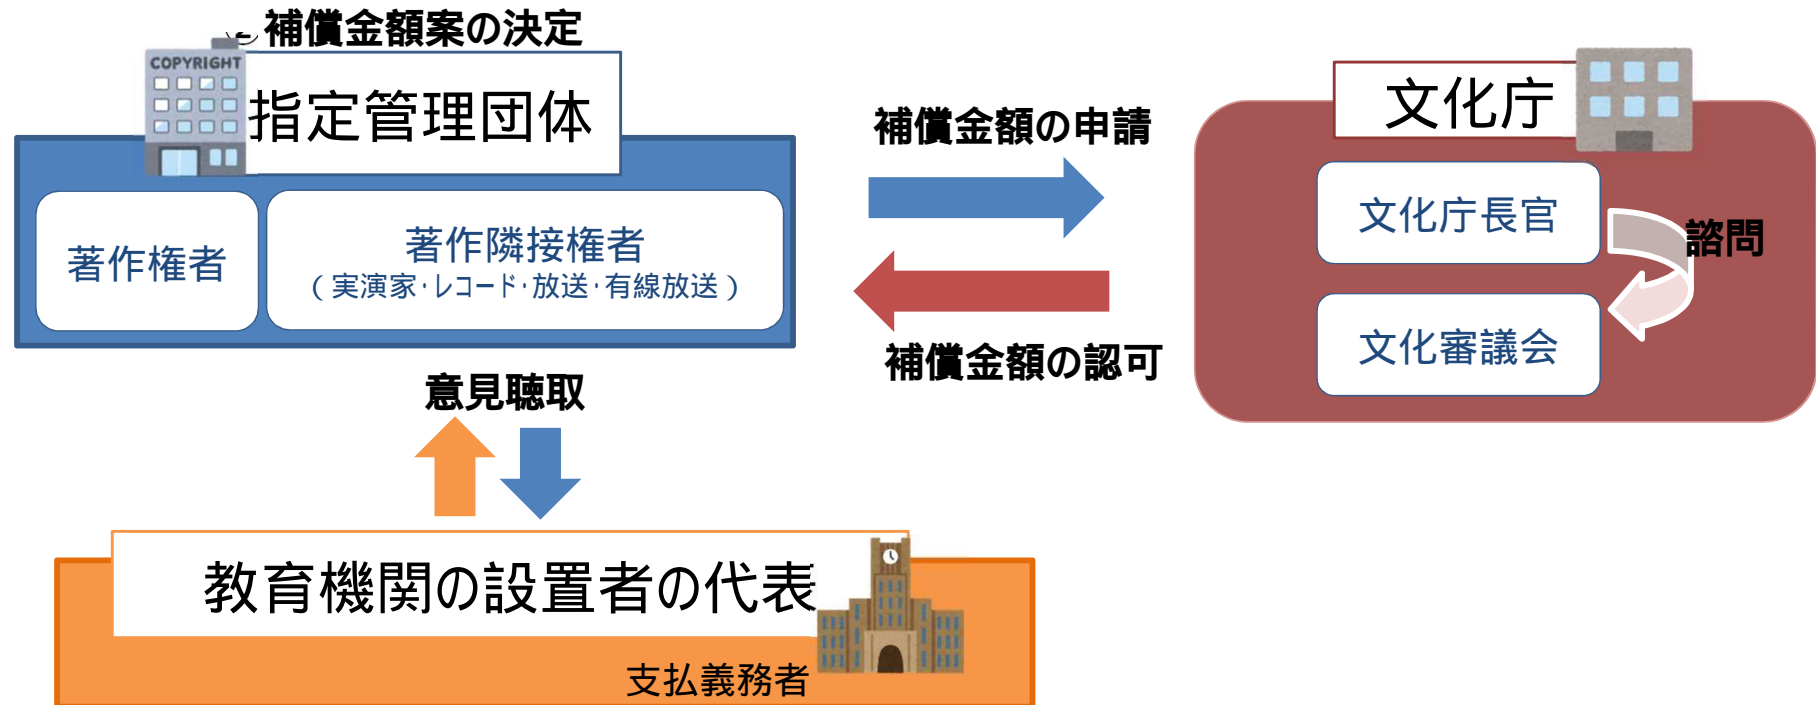 補償金額案の決定
COPYRIGHT
指定管理団体
著作権者
著作隣接権者
(実演家・レコード・放送・有線放送)
補償金額の申請
補償金額の認可
文化庁
文化庁長官
諮問
文化審議会
意見聴取
教育機関の設置者の代表
支払義務者